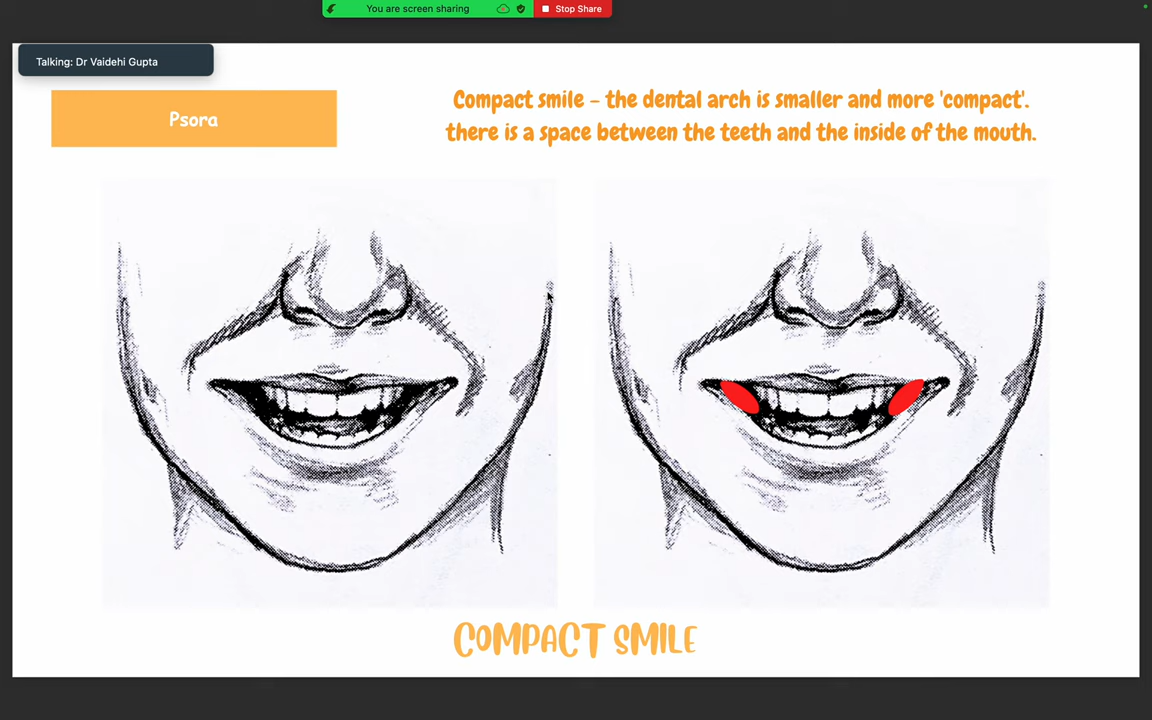 You are screen sharing
Stop Share
Talking: Dr Vaidehi Gupta
Psora
Compact smile - the dental arch is smaller and more 'compact'.
there is a space between the teeth and the inside of the mouth.
COMPACT SMILE